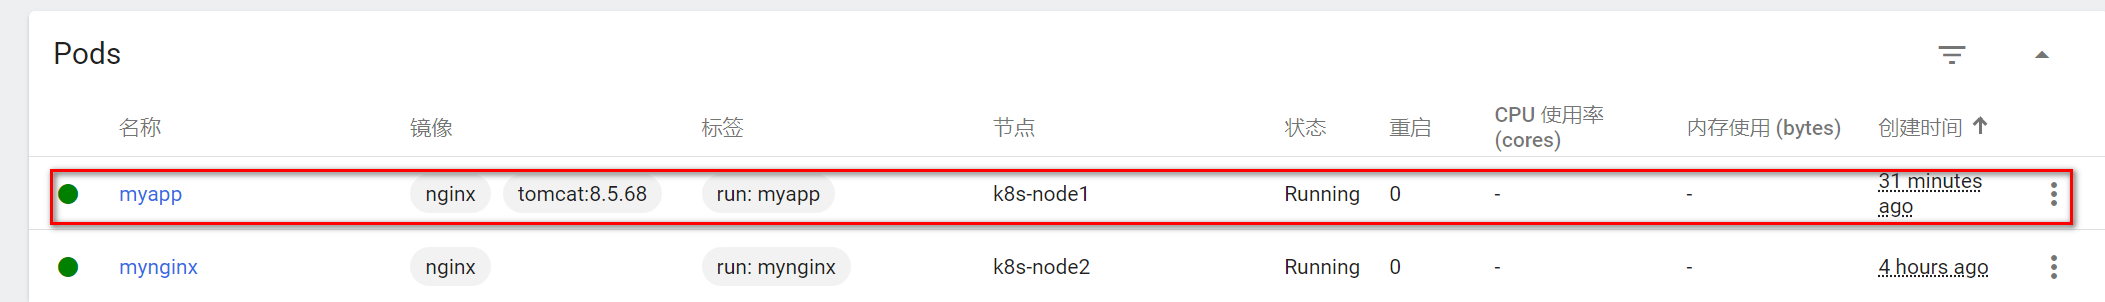 Pods
名称 镜像 标签 节点 状态 重启 CPU 使用率 (cores) 内存使用 (bytes) 创建时间
myapp nginx tomcat:8.5.68 run: myapp k8s-node1 Running 0 - - 31 minutes ago
mynginx nginx run: mynginx k8s-node2 Running 0 - - 4 hours ago